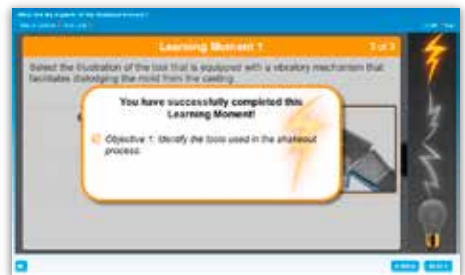 Learning Moment 1 3 of 3
Select the illustration of the tool that is equipped with a vibratory mechanism that
facilitates dislodging the mold from the casting.
You have successfully completed this
Learning Moment!
Objective 1: Identify the tools used in the shakeout
process.